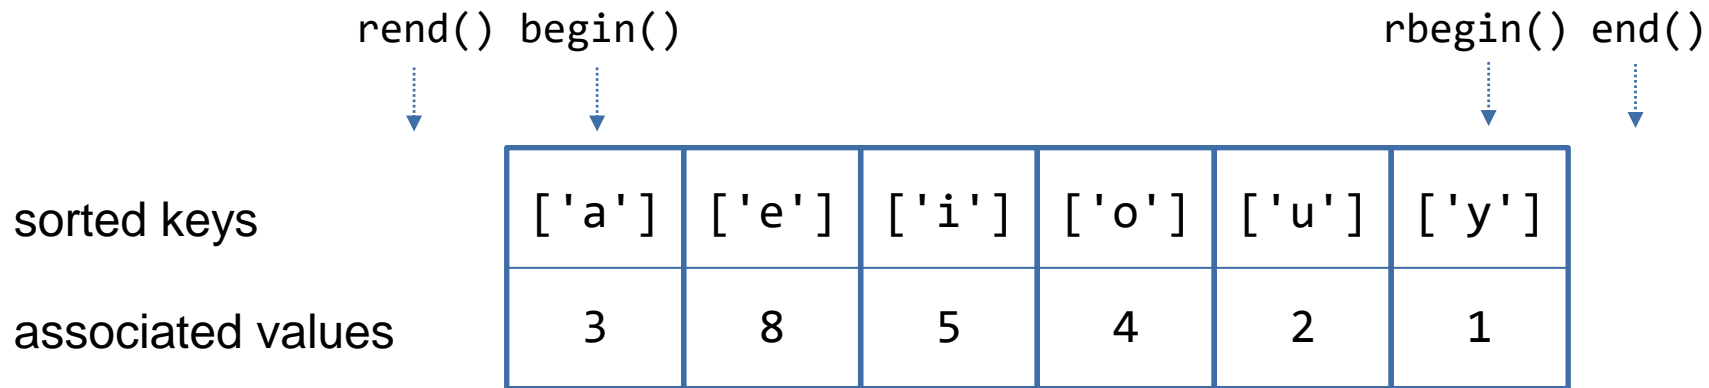 rend() begin() rbegin() end()
sorted keys ['a'] ['e'] ['i'] ['o'] ['u'] ['y']
associated values 3 8 5 4 2 1